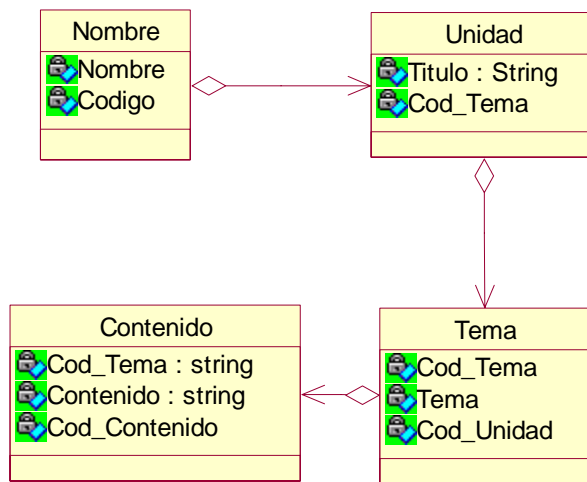 Nombre
Nombre
Codigo
Unidad
Titulo : String
Cod_Tema
Contenido
Cod_Tema : string
Contenido : string
Cod_Contenido
Tema
Cod_Tema
Tema
Cod_Unidad